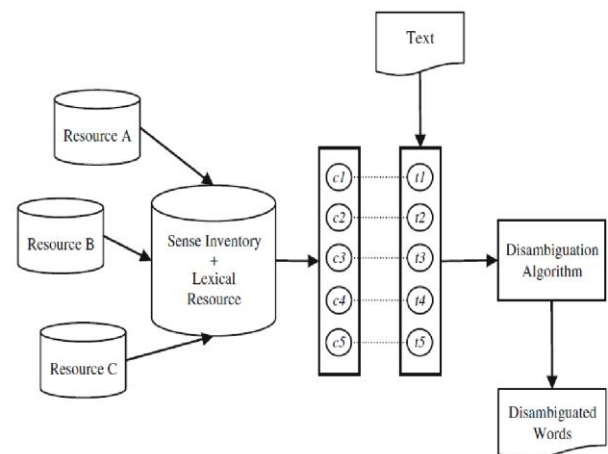 Text
Resource A
Resource B
Resource C
Sense Inventory
+
Lexical
Resource
c1
c2
c3
c4
c5
t1
t2
t3
t4
t5
Disambiguation
Algorithm
Disambiguated
Words